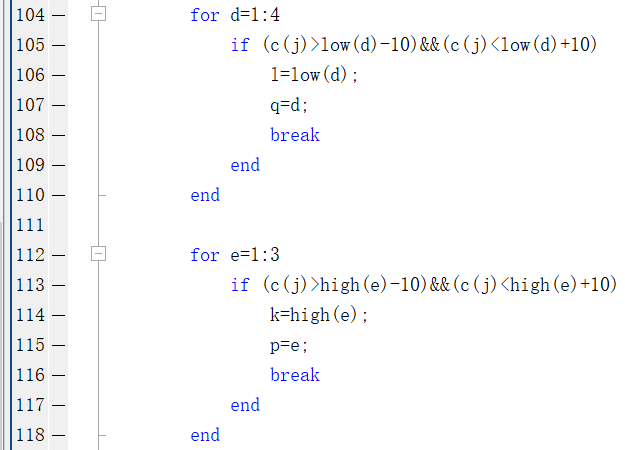 104 — for d=1:4
105 — if (c(j)>low(d)-10)&&(c(j)<low(d)+10)
106 — l=low(d);
107 — q=d;
108 — break
109 — end
110 — end
111
112 — for e=1:3
113 — if (c(j)>high(e)-10)&&(c(j)<high(e)+10)
114 — k=high(e);
115 — p=e;
116 — break
117 — end
118 — end